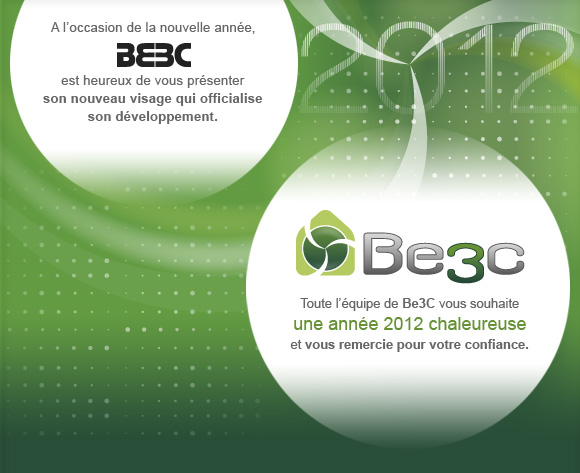 A l'occasion de la nouvelle année,
BE3C
est heureux de vous présenter
son nouveau visage qui officialise
son développement.
2012
Be3c
Toute l'équipe de Be3C vous souhaite
une année 2012 chaleureuse
et vous remercie pour votre confiance.